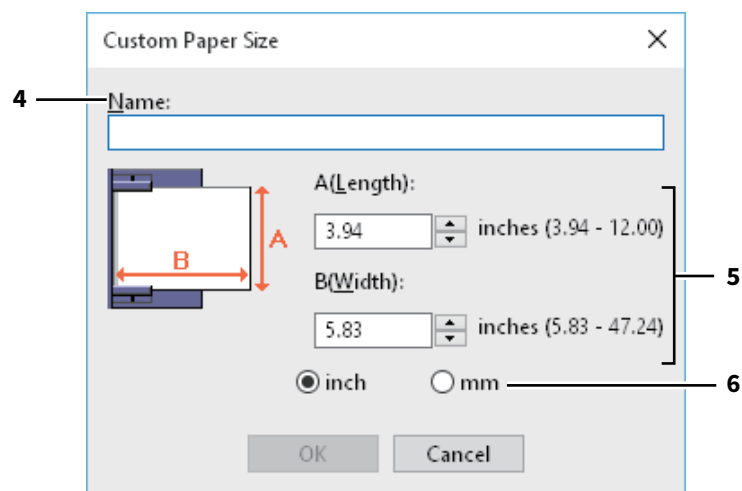 Custom Paper Size
4
Name:
A(Length):
3.94 inches (3.94 - 12.00)
A
B
B(Width):
5
5.83 inches (5.83 - 47.24)
inch mm
6
OK Cancel